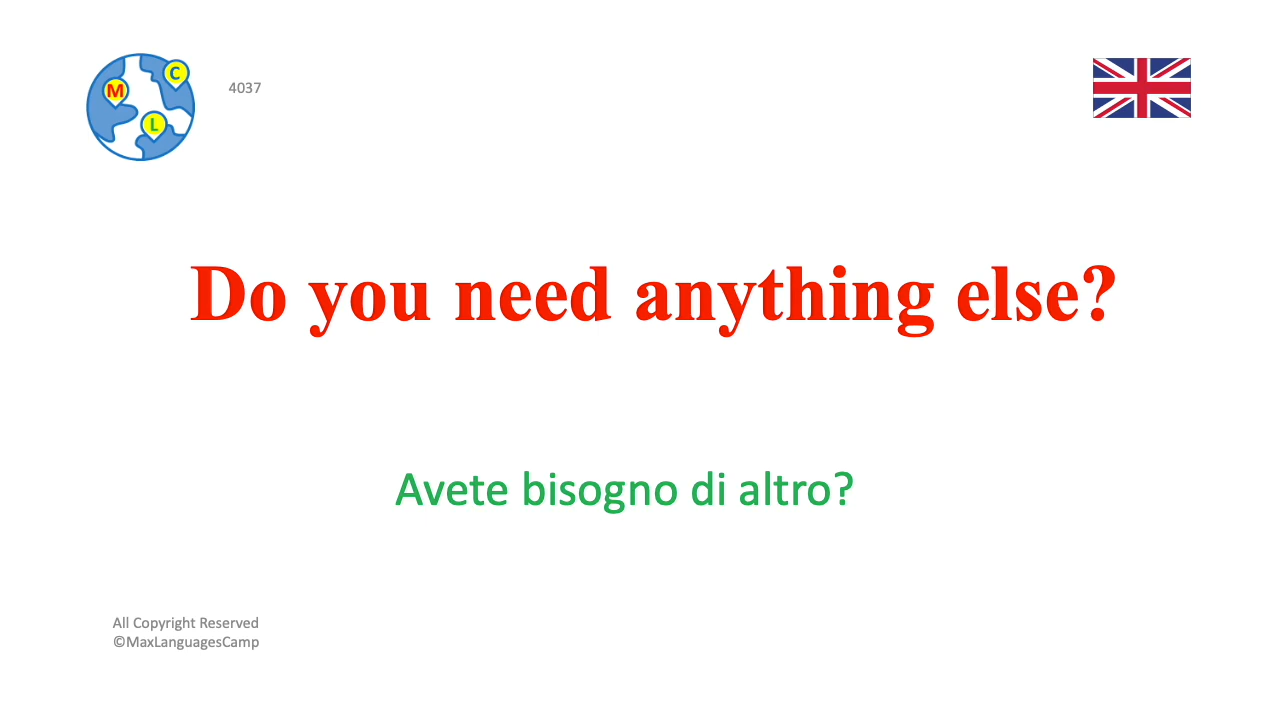 C
M
L
4037
Do you need anything else?
Avete bisogno di altro?
All Copyright Reserved
©MaxLanguagesCamp